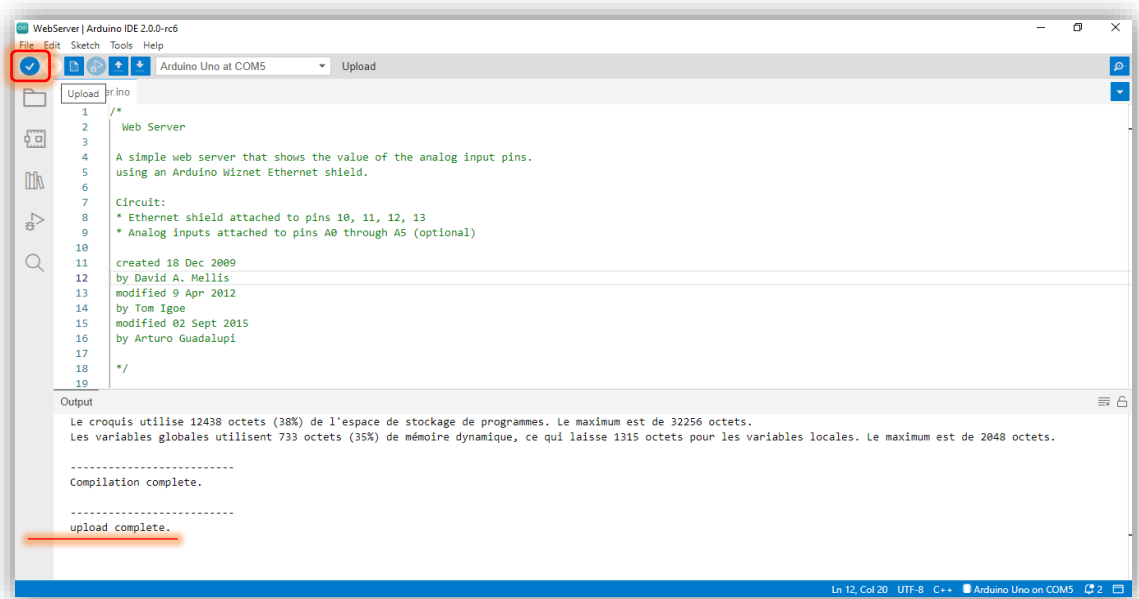 WebServer | Arduino IDE 2.0.0-rc6
File Edit Sketch Tools Help
Arduino Uno at COM5 Upload
Upload er.ino
1 /*
2 Web Server
3
4 A simple web server that shows the value of the analog input pins.
5 using an Arduino Wiznet Ethernet shield.
6
7 Circuit:
8 * Ethernet shield attached to pins 10, 11, 12, 13
9 * Analog inputs attached to pins A0 through A5 (optional)
10
11 created 18 Dec 2009
12 by David A. Mellis
13 modified 9 Apr 2012
14 by Tom Igoe
15 modified 02 Sept 2015
16 by Arturo Guadalupi
17
18 */
19
Output
Le croquis utilise 12438 octets (38%) de l'espace de stockage de programmes. Le maximum est de 32256 octets.
Les variables globales utilisent 733 octets (35%) de mémoire dynamique, ce qui laisse 1315 octets pour les variables locales. Le maximum est de 2048 octets.
--------------------------
Compilation complete.
--------------------------
upload complete.
Ln 12, Col 20 UTF-8 C++ Arduino Uno on COM5 2